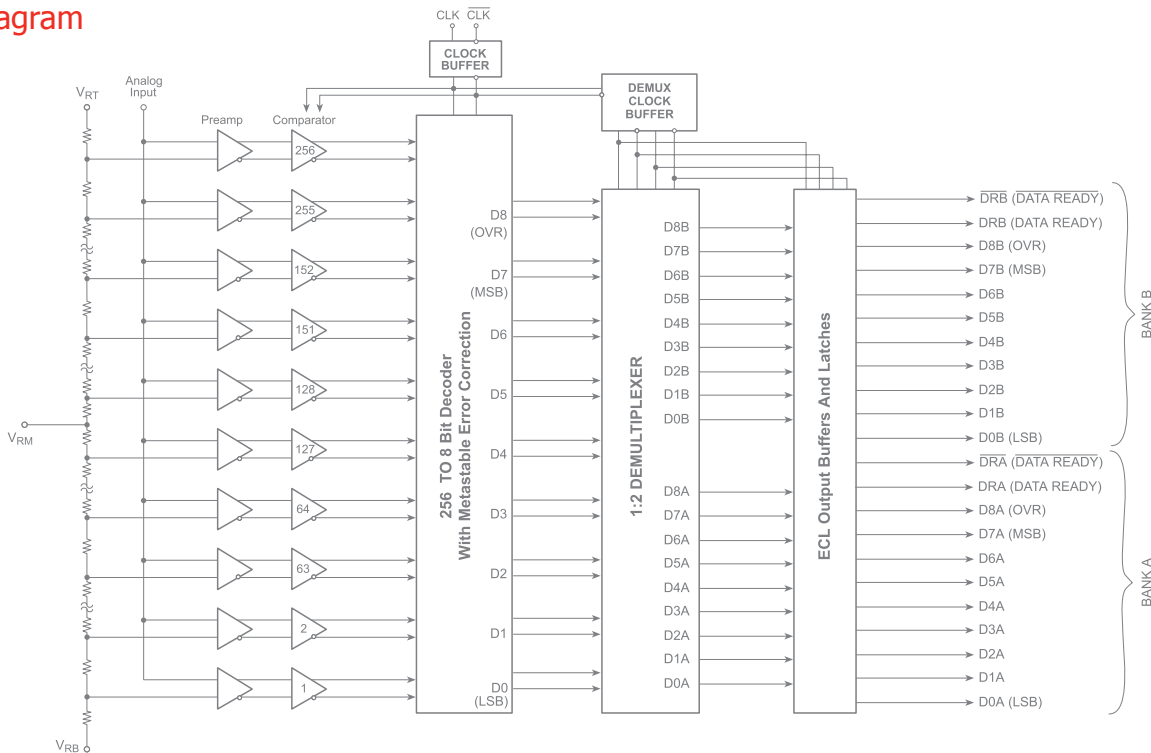 agram
CLK CLK
CLOCK
BUFFER
Analog
Input
VRT
Preamp
Comparator
DEMUX
CLOCK
BUFFER
256
255
152
151
128
127
64
63
2
1
VRM
VRB
256 TO 8 Bit Decoder
With Metastable Error Correction
D8
(OVR)
D7
(MSB)
D6
D5
D4
D3
D2
D1
D0
(LSB)
1:2 DEMULTIPLEXER
D8B
D7B
D6B
D5B
D4B
D3B
D2B
D1B
D0B
D8A
D7A
D6A
D5A
D4A
D3A
D2A
D1A
D0A
ECL Output Buffers And Latches
DRB (DATA READY)
DRB (DATA READY)
D8B (OVR)
D7B (MSB)
D6B
D5B
D4B
D3B
D2B
D1B
D0B (LSB)
BANK B
DRA (DATA READY)
DRA (DATA READY)
D8A (OVR)
D7A (MSB)
D6A
D5A
D4A
D3A
D2A
D1A
D0A (LSB)
BANK A